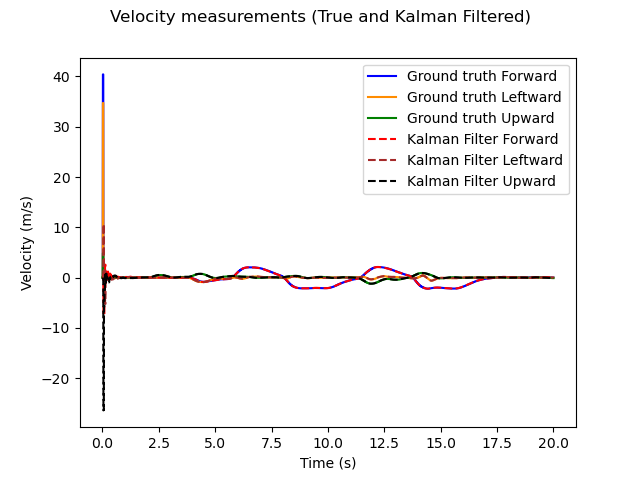 Velocity measurements (True and Kalman Filtered)
Ground truth Forward
Ground truth Leftward
Ground truth Upward
Kalman Filter Forward
Kalman Filter Leftward
Kalman Filter Upward
40
30
20
10
0
−10
−20
Velocity (m/s)
0.0 2.5 5.0 7.5 10.0 12.5 15.0 17.5 20.0
Time (s)